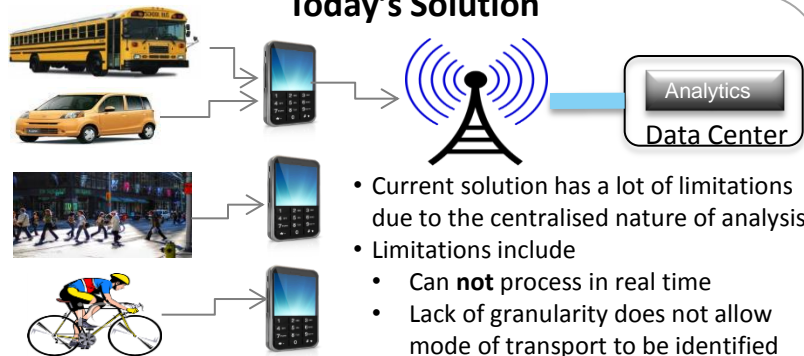 Today's Solution
Analytics
Data Center
• Current solution has a lot of limitations
due to the centralised nature of analysis
• Limitations include
• Can not process in real time
• Lack of granularity does not allow
mode of transport to be identified